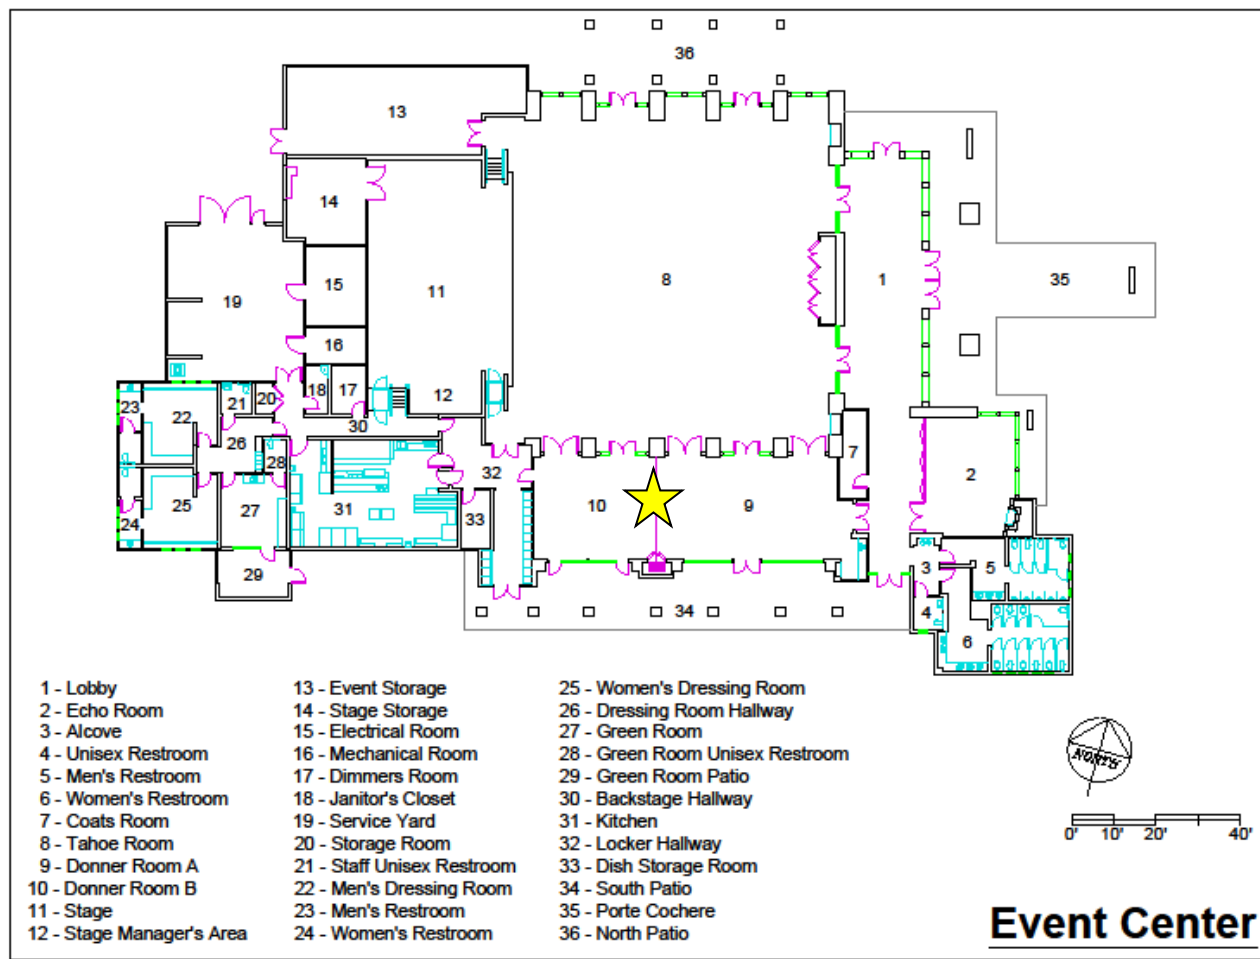 36
13
14
8
1
35
15
11
19
16
18
17
12
23
22
21
20
30
26
28
7
2
32
10
9
25
27
31
33
24
3
5
29
4
34
6
1 - Lobby
2 - Echo Room
3 - Alcove
4 - Unisex Restroom
5 - Men's Restroom
6 - Women's Restroom
7 - Coats Room
8 - Tahoe Room
9 - Donner Room A
10 - Donner Room B
11 - Stage
12 - Stage Manager's Area
13 - Event Storage
14 - Stage Storage
15 - Electrical Room
16 - Mechanical Room
17 - Dimmers Room
18 - Janitor's Closet
19 - Service Yard
20 - Storage Room
21 - Staff Unisex Restroom
22 - Men's Dressing Room
23 - Men's Restroom
24 - Women's Restroom
25 - Women's Dressing Room
26 - Dressing Room Hallway
27 - Green Room
28 - Green Room Unisex Restroom
29 - Green Room Patio
30 - Backstage Hallway
31 - Kitchen
32 - Locker Hallway
33 - Dish Storage Room
34 - South Patio
35 - Porte Cochere
36 - North Patio
NORTH
0' 10' 20' 40'
Event Center